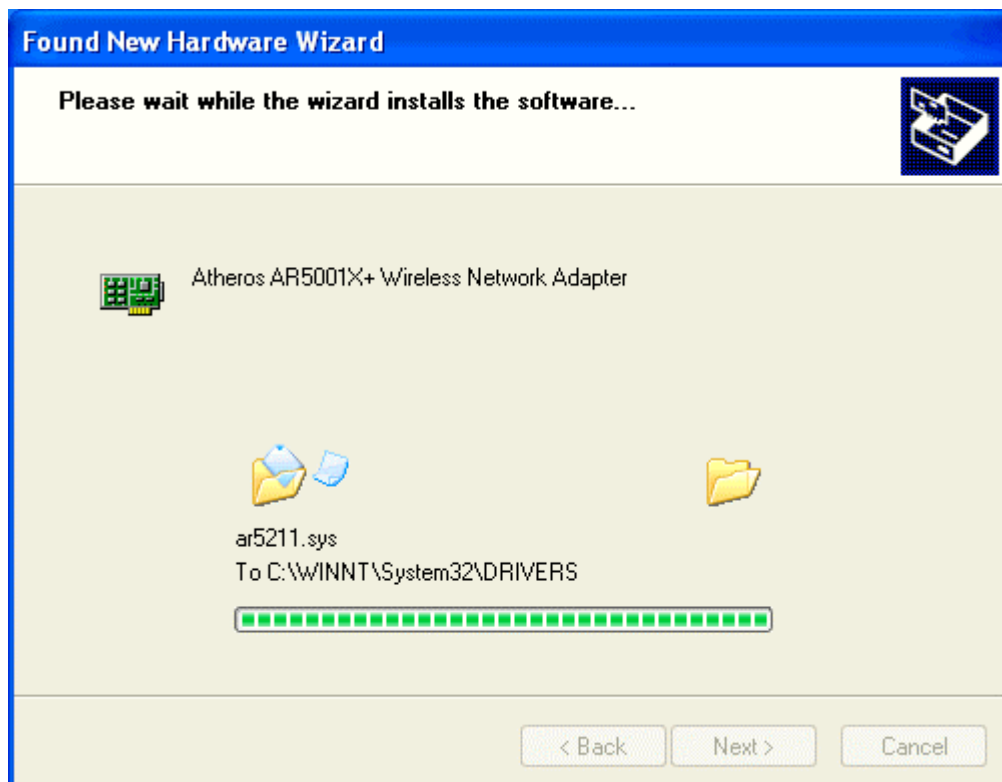 Found New Hardware Wizard
Please wait while the wizard installs the software...
Atheros AR5001X+ Wireless Network Adapter
ar5211.sys
To C:\WINNT\System32\DRIVERS
< Back
Next >
Cancel